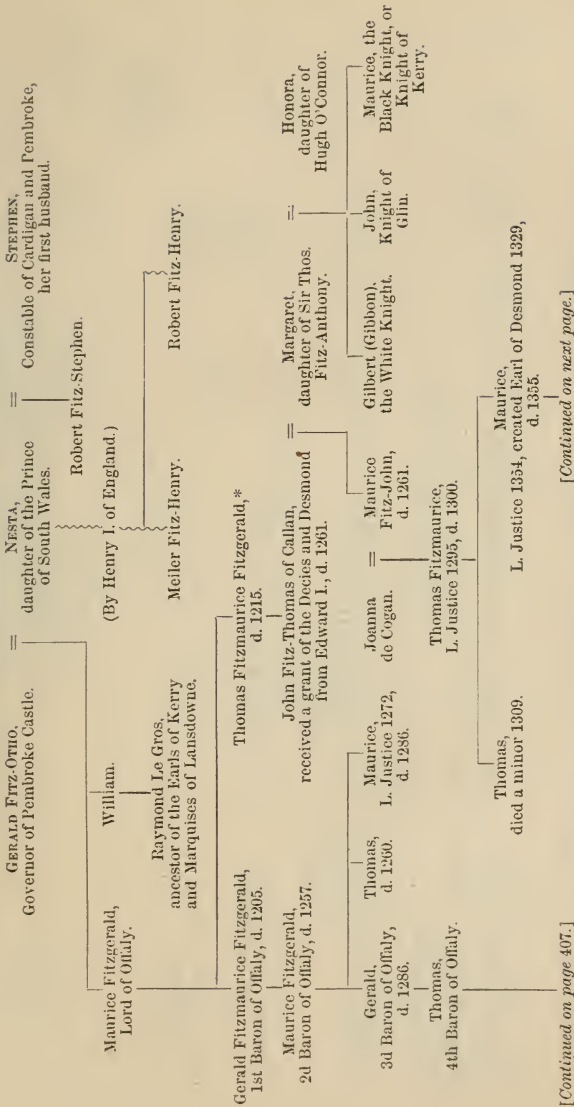 GERALD FITZ-OTHO,
Governor of Pembroke Castle.
=
NESTA,
daughter of the Prince
of South Wales.
=
STEPHEN,
Constable of Cardigan and Pembroke,
her first husband.
Robert Fitz-Stephen.
(By Henry I. of England.)
Maurice Fitzgerald,
Lord of Offaly.
William.
Meiler Fitz-Henry.
Robert Fitz-Henry.
Raymond Le Gros,
ancestor of the Earls of Kerry
and Marquises of Lansdowne.
Gerald Fitzmaurice Fitzgerald,
1st Baron of Offaly, d. 1205.
Thomas Fitzmaurice Fitzgerald,*
d. 1215.
Maurice Fitzgerald,
2d Baron of Offaly, d. 1257.
John Fitz-Thomas of Callan,
received a grant of the Decies and Desmond
from Edward I., d. 1261.
=
Margaret,
daughter of Sir Thos.
Fitz-Anthony.
=
Honora,
daughter of
Hugh O'Connor.
Gerald,
3d Baron of Offaly,
d. 1286.
Thomas,
d. 1260.
Maurice,
L. Justice 1272,
d. 1286.
Joanna
de Cogan.
=
Maurice
Fitz-John,
d. 1261.
Gilbert (Gibbon),
the White Knight.
John,
Knight of
Glin.
Maurice, the
Black Knight, or
Knight of
Kerry.
Thomas,
4th Baron of Offaly.
Thomas Fitzmaurice,
L. Justice 1295, d. 1300.
Thomas,
died a minor 1309.
Maurice,
L. Justice 1354, created Earl of Desmond 1329,
d. 1355.
[Continued on page 407.]
[Continued on next page.]